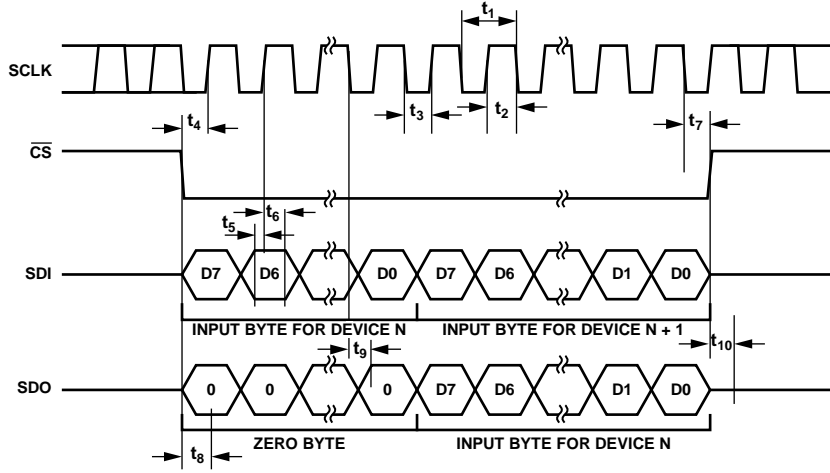 t1
SCLK
t4
t3
t2
t7
CS
t6
t5
SDI
D7
D6
D0
D7
D6
D1
D0
INPUT BYTE FOR DEVICE N
INPUT BYTE FOR DEVICE N + 1
t9
t10
SDO
0
0
0
D7
D6
D1
D0
t8
ZERO BYTE
INPUT BYTE FOR DEVICE N